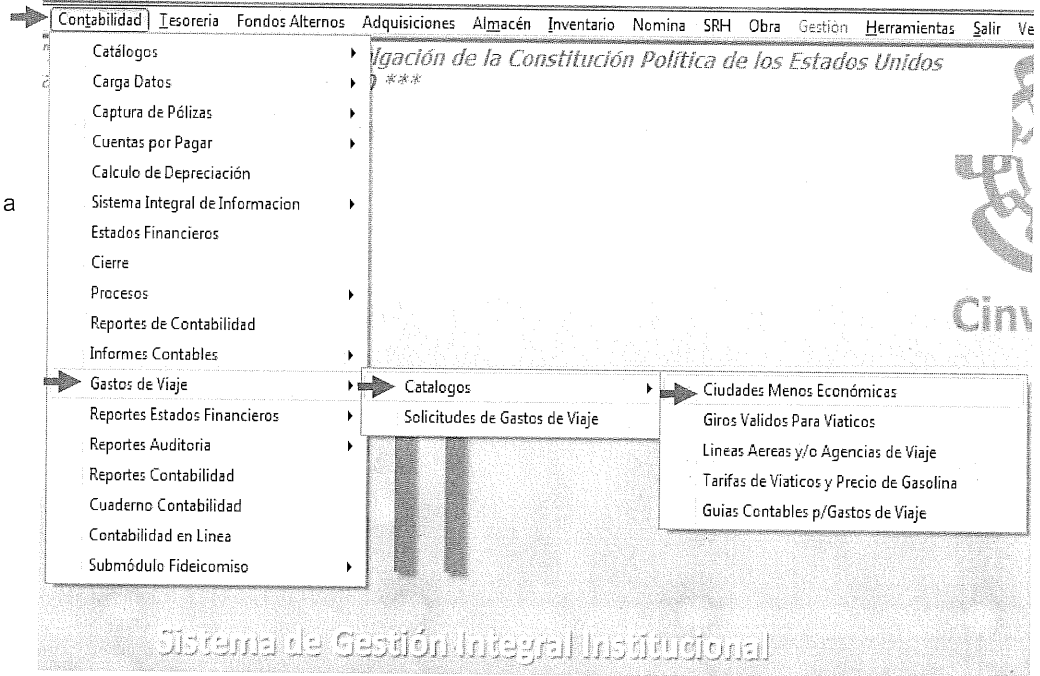 Contabilidad Tesoreria Fondos Alternos Adquisiciones Almacén Inventario Nomina SRH Obra Gestión Herramientas Salir Ve
lgación de la Constitución Política de los Estados Unidos
***
a
Catálogos
Carga Datos
Captura de Pólizas
Cuentas por Pagar
Calculo de Depreciación
Sistema Integral de Informacion
Estados Financieros
Cierre
Procesos
Reportes de Contabilidad
Informes Contables
Gastos de Viaje
Reportes Estados Financieros
Reportes Auditoria
Reportes Contabilidad
Cuaderno Contabilidad
Contabilidad en Linea
Submódulo Fideicomiso
Catalogos
Solicitudes de Gastos de Viaje
Ciudades Menos Económicas
Giros Validos Para Viaticos
Lineas Aereas y/o Agencias de Viaje
Tarifas de Viaticos y Precio de Gasolina
Guias Contables p/Gastos de Viaje
Cinv
Sistema de Gestión Integral Institucional